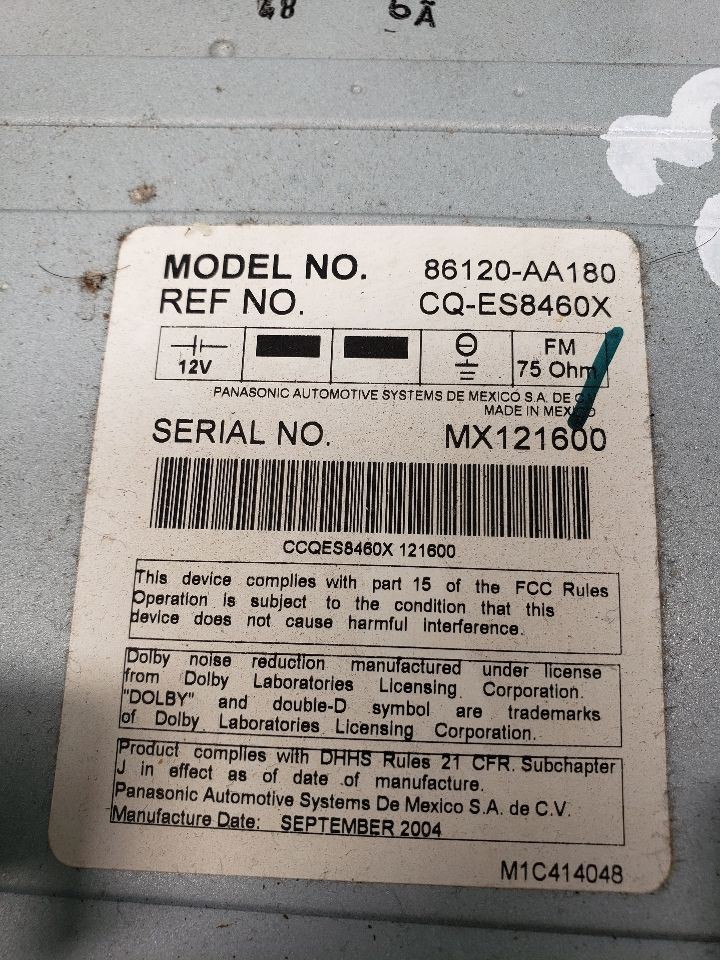 48 6A
MODEL NO. 86120-AA180
REF NO. CQ-ES8460X
12V
FM
75 Ohm
PANASONIC AUTOMOTIVE SYSTEMS DE MEXICO S.A. DE C.V.
MADE IN MEXICO
SERIAL NO. MX121600
CCQES8460X 121600
This device complies with part 15 of the FCC Rules
Operation is subject to the condition that this
device does not cause harmful interference.
Dolby noise reduction manufactured under license
from Dolby Laboratories Licensing Corporation.
"DOLBY" and double-D symbol are trademarks
of Dolby Laboratories Licensing Corporation.
Product complies with DHHS Rules 21 CFR. Subchapter
J in effect as of date of manufacture.
Panasonic Automotive Systems De Mexico S.A. de C.V.
Manufacture Date: SEPTEMBER 2004
M1C414048